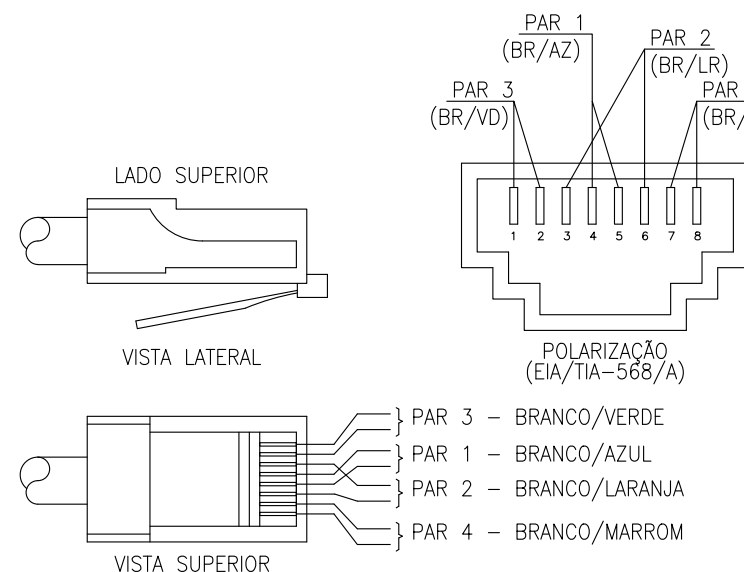 PAR 1
(BR/AZ)
PAR 2
(BR/LR)
PAR 3
(BR/VD)
PAR
(BR/
LADO SUPERIOR
1 2 3 4 5 6 7 8
VISTA LATERAL
POLARIZAÇÃO
(EIA/TIA-568/A)
PAR 3 - BRANCO/VERDE
PAR 1 - BRANCO/AZUL
PAR 2 - BRANCO/LARANJA
PAR 4 - BRANCO/MARROM
VISTA SUPERIOR